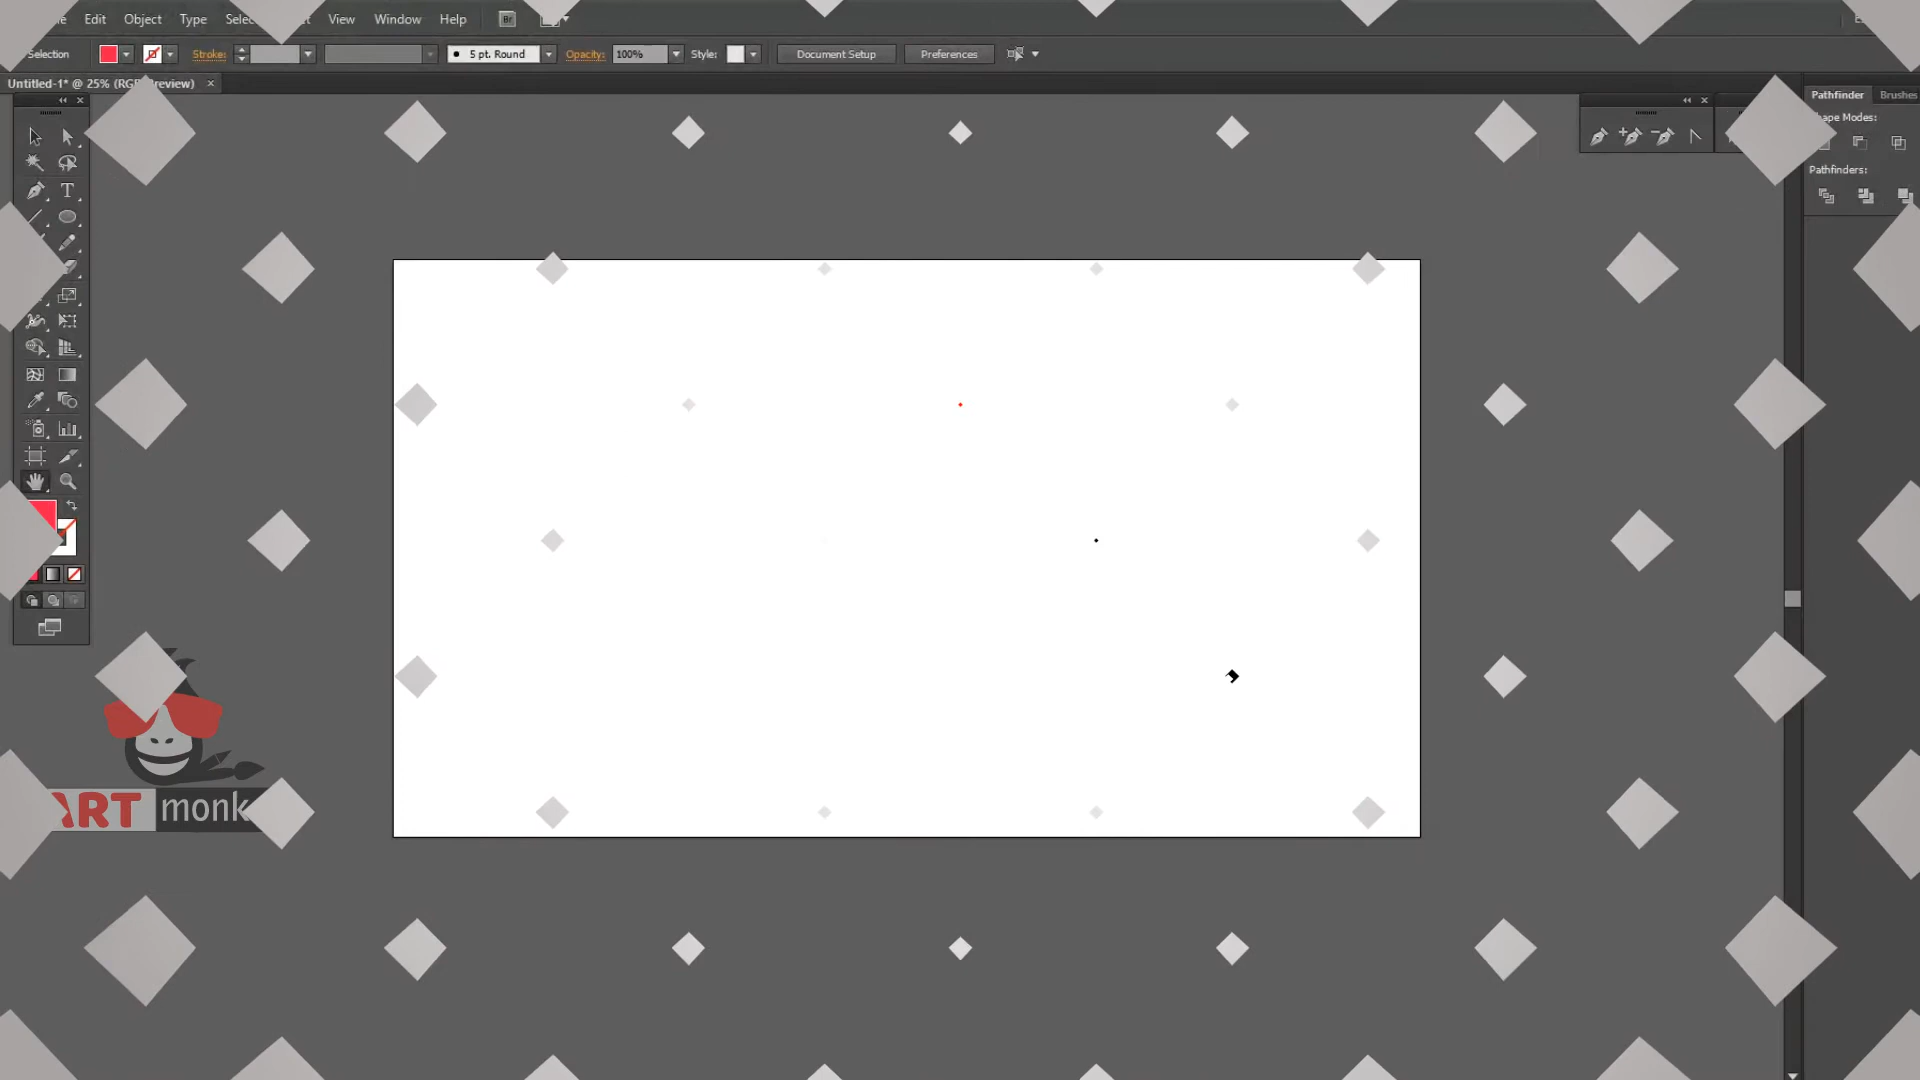 Edit Object Type View Window Help Br
Selection Stroke: 5 pt. Round Opacity: 100% Style: Document Setup Preferences
Untitled-1* @ 25% (RGB/Preview)
Pathfinder Brushes
Shape Modes:
Pathfinders:
T
ART monk